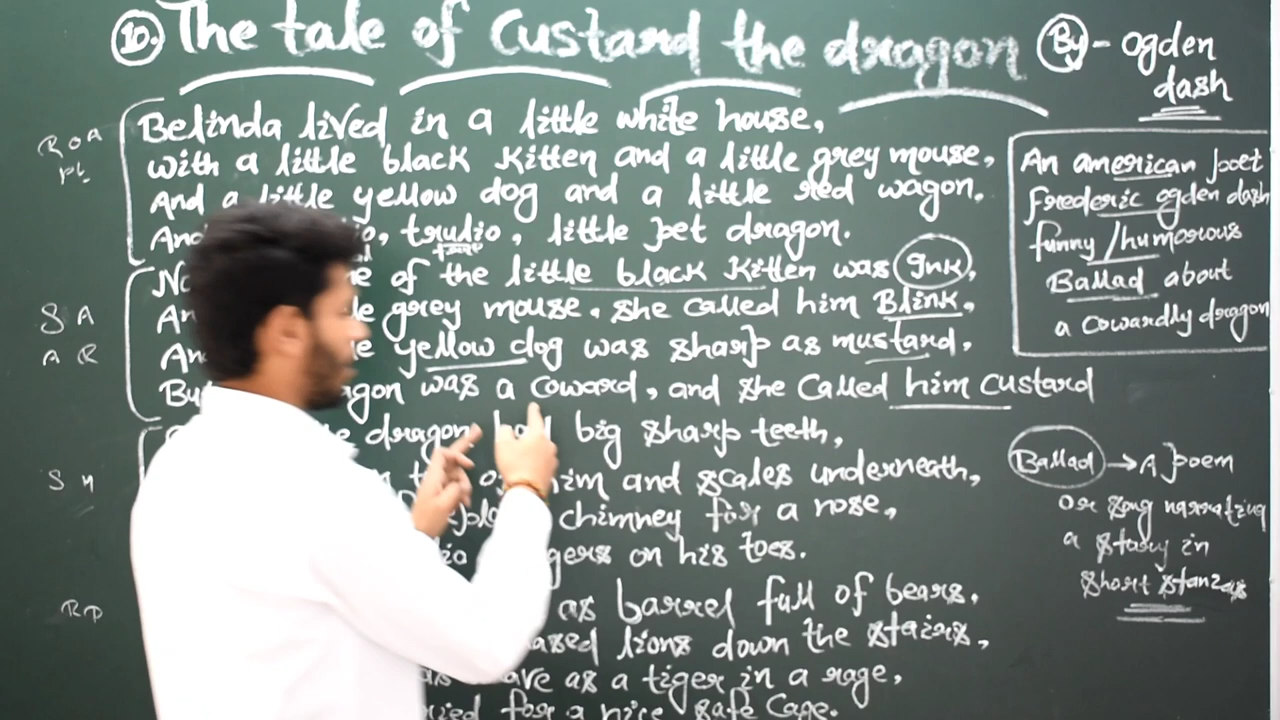 10. The tale of Custard the dragon By - Ogden dash
Belinda lived in a little white house,
with a little black kitten and a little grey mouse,
And a little yellow dog and a little red wagon,
And trulio, little pet dragon.
of the little black kitten was Ink,
grey mouse, she called him Blink,
yellow dog was sharp as mustard,
was a coward, and she called him custard
dragon big sharp teeth,
and scales underneath,
chimney for a nose,
on his toes.
as barrel full of bears,
lions down the stairs,
as a tiger in a rage,
for a nice safe cage.
R O A
S A
A R
S M
R P
An american poet
Frederic ogden dash
funny / humorous
Ballad about
a cowardly dragon
Ballad → A poem
or song narrating
a story in
short stanzas